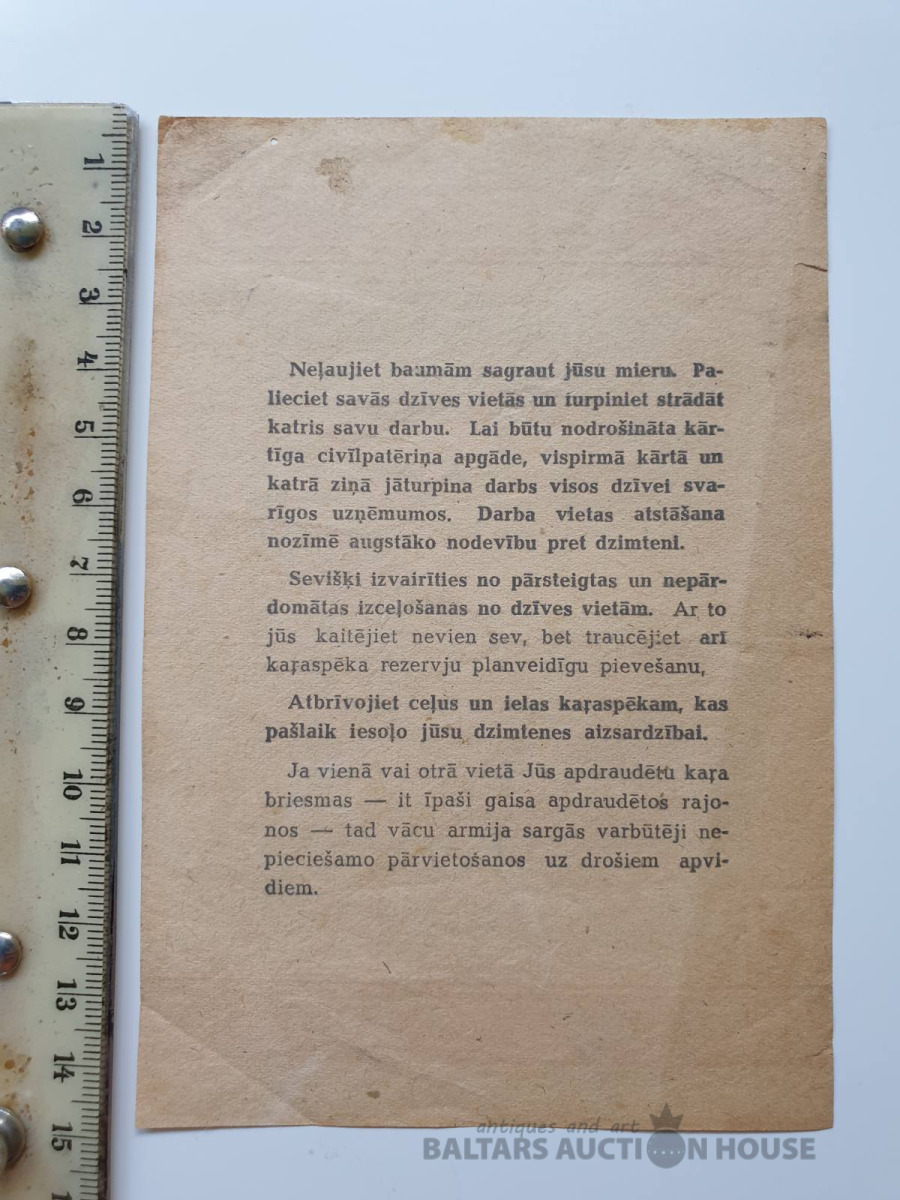 1
2
3
4
5
6
7
8
9
10
11
12
13
14
15
Neļaujiet baumām sagraut jūsu mieru. Pa-
lieciet savās dzīves vietās un turpiniet strādāt
katris savu darbu. Lai būtu nodrošināta kār-
tīga civīlpatēriņa apgāde, vispirmā kārtā un
katrā ziņā jāturpina darbs visos dzīvei sva-
rīgos uzņēmumos. Darba vietas atstāšana
nozīmē augstāko nodevību pret dzimteni.
Sevišķi izvairīties no pārsteigtas un nepār-
domātas izceļošanas no dzīves vietām. Ar to
jūs kaitējiet nevien sev, bet traucējiet arī
kaŗaspēka rezervju planveidīgu pievešanu,
Atbrīvojiet ceļus un ielas kaŗaspēkam, kas
pašlaik iesoļo jūsu dzimtenes aizsardzībai.
Ja vienā vai otrā vietā Jūs apdraudētu kaŗa
briesmas — it īpaši gaisa apdraudētos rajo-
nos — tad vācu armija sargās varbūtēji ne-
pieciešamo pārvietošanos uz drošiem apvi-
diem.
antiques and art
BALTARS AUCTION HOUSE